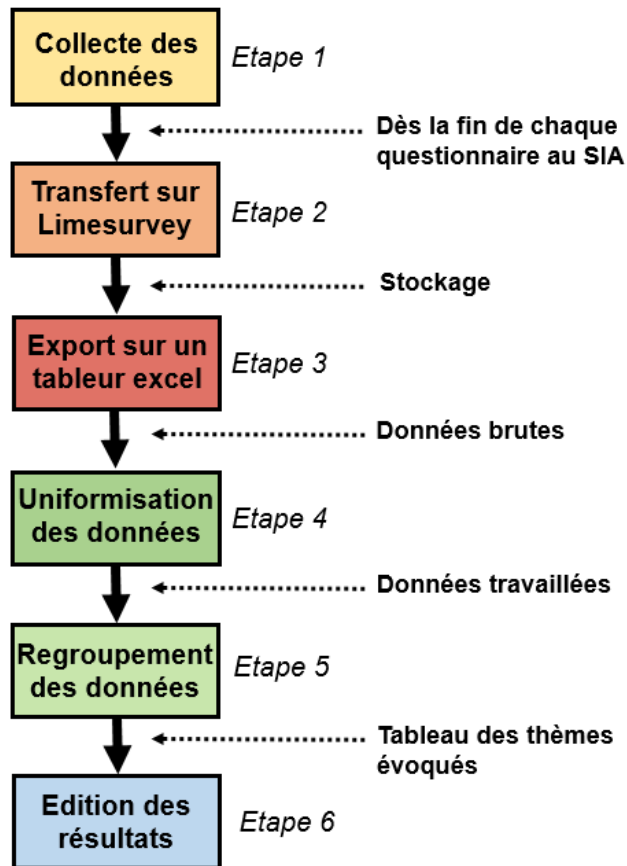 Collecte des
données
Etape 1
Dès la fin de chaque
questionnaire au SIA
Transfert sur
Limesurvey
Etape 2
Stockage
Export sur un
tableur excel
Etape 3
Données brutes
Uniformisation
des données
Etape 4
Données travaillées
Regroupement
des données
Etape 5
Tableau des thèmes
évoqués
Edition des
résultats
Etape 6